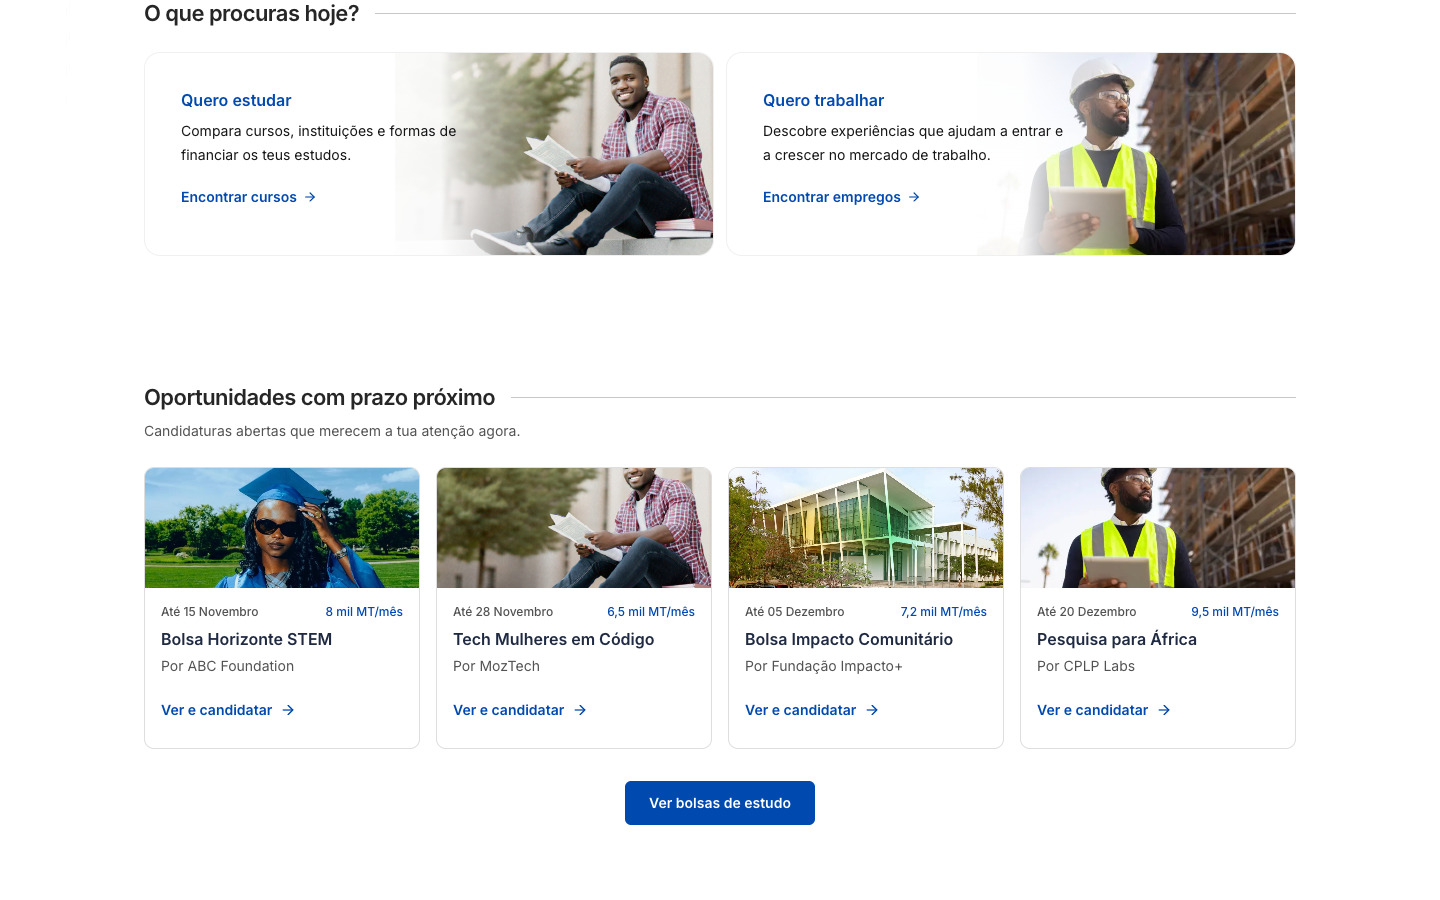 O que procuras hoje?
Quero estudar
Compara cursos, instituições e formas de
financiar os teus estudos.
Encontrar cursos →
Quero trabalhar
Descobre experiências que ajudam a entrar e
a crescer no mercado de trabalho.
Encontrar empregos →
Oportunidades com prazo próximo
Candidaturas abertas que merecem a tua atenção agora.
Até 15 Novembro 8 mil MT/mês
Bolsa Horizonte STEM
Por ABC Foundation
Ver e candidatar →
Até 28 Novembro 6,5 mil MT/mês
Tech Mulheres em Código
Por MozTech
Ver e candidatar →
Até 05 Dezembro 7,2 mil MT/mês
Bolsa Impacto Comunitário
Por Fundação Impacto+
Ver e candidatar →
Até 20 Dezembro 9,5 mil MT/mês
Pesquisa para África
Por CPLP Labs
Ver e candidatar →
Ver bolsas de estudo